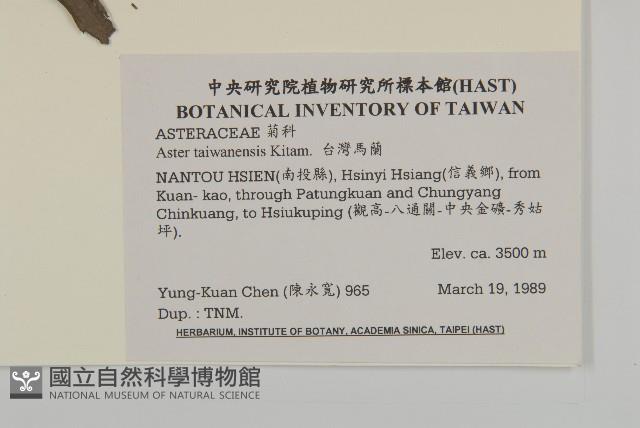 中央研究院植物研究所標本館(HAST)
BOTANICAL INVENTORY OF TAIWAN
ASTERACEAE 菊科
Aster taiwanensis Kitam. 台灣馬蘭
NANTOU HSIEN(南投縣), Hsinyi Hsiang(信義鄉), from
Kuan- kao, through Patungkuan and Chungyang
Chinkuang, to Hsiukuping (觀高-八通關-中央金礦-秀姑
坪).
Elev. ca. 3500 m
Yung-Kuan Chen (陳永寬) 965 March 19, 1989
Dup. : TNM.
HERBARIUM, INSTITUTE OF BOTANY, ACADEMIA SINICA, TAIPEI (HAST)
國立自然科學博物館
NATIONAL MUSEUM OF NATURAL SCIENCE